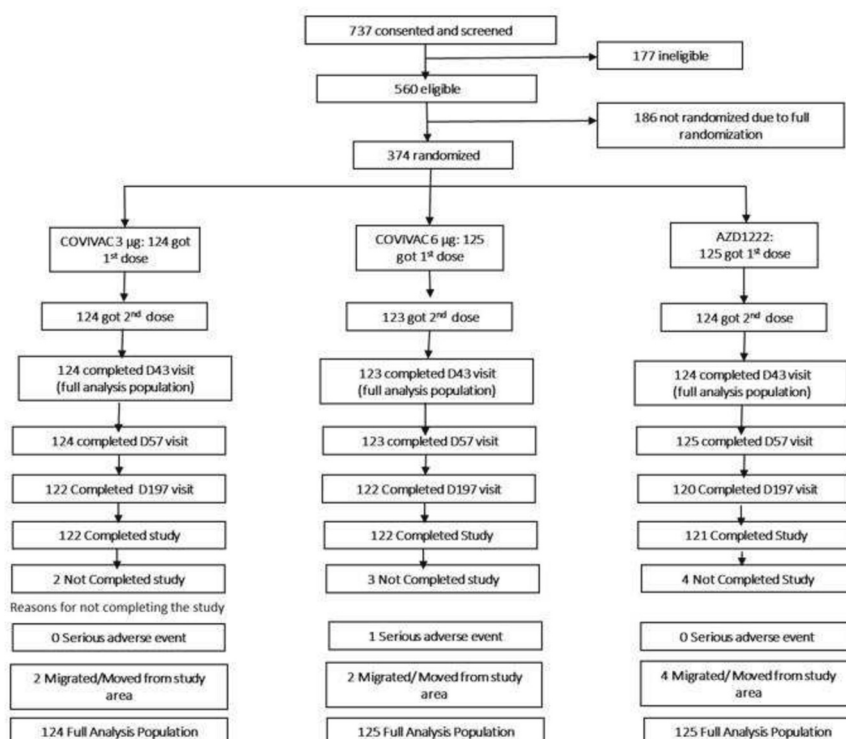 737 consented and screened
177 ineligible
560 eligible
186 not randomized due to full
randomization
374 randomized
COVIVAC 3 µg: 124 got
1st dose
COVIVAC 6 µg: 125
got 1st dose
AZD1222:
125 got 1st dose
124 got 2nd dose
123 got 2nd dose
124 got 2nd dose
124 completed D43 visit
(full analysis population)
123 completed D43 visit
(full analysis population)
124 completed D43 visit
(full analysis population)
124 completed D57 visit
123 completed D57 visit
125 completed D57 visit
122 Completed D197 visit
122 Completed D197 visit
120 Completed D197 visit
122 Completed study
122 Completed Study
121 Completed Study
2 Not Completed study
3 Not Completed study
4 Not Completed Study
Reasons for not completing the study
0 Serious adverse event
1 Serious adverse event
0 Serious adverse event
2 Migrated/Moved from study
area
2 Migrated/ Moved from study
area
4 Migrated/Moved from study
area
124 Full Analysis Population
125 Full Analysis Population
125 Full Analysis Population